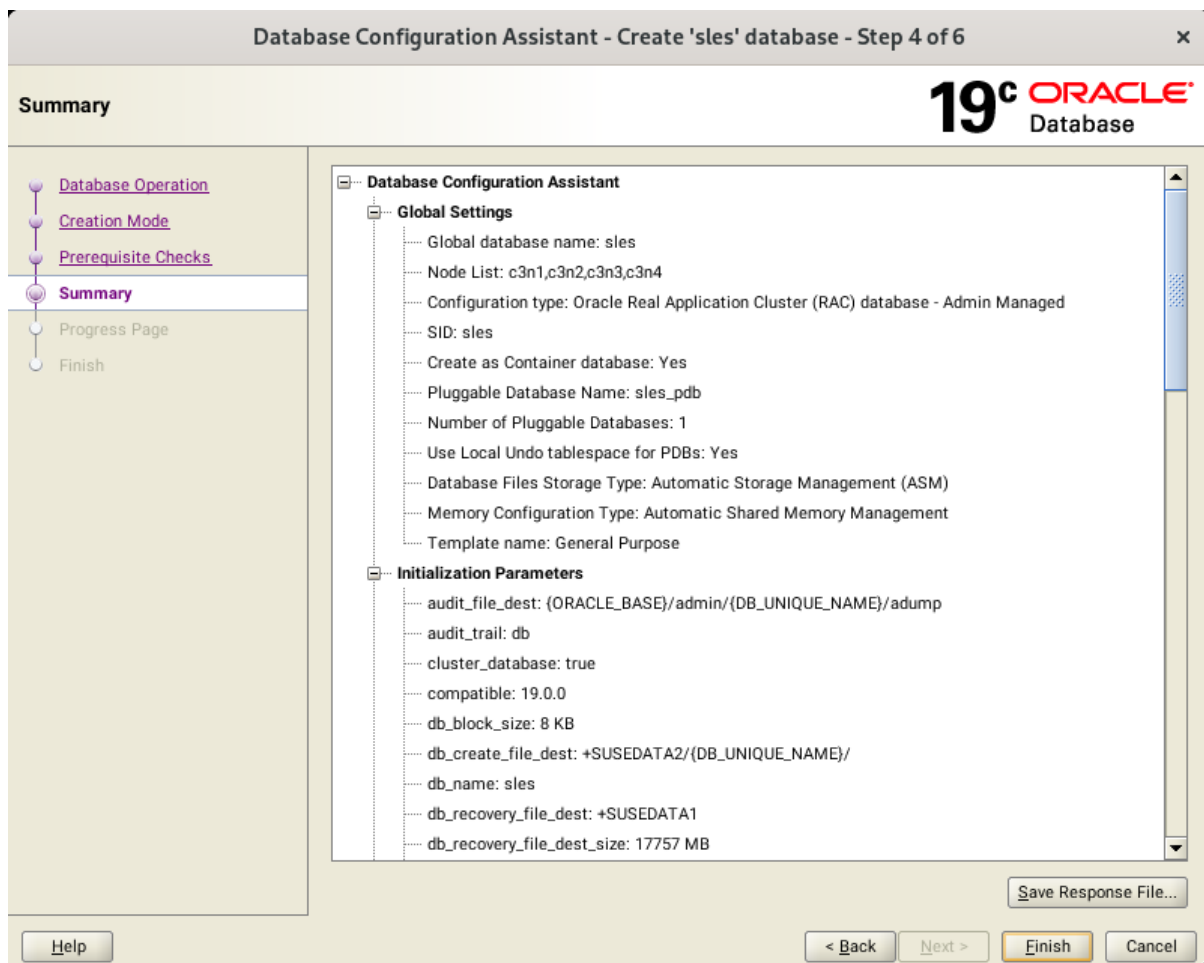 Database Configuration Assistant - Create 'sles' database - Step 4 of 6
×
Summary
19c ORACLE
Database
Database Operation
Creation Mode
Prerequisite Checks
Summary
Progress Page
Finish
Database Configuration Assistant
Global Settings
Global database name: sles
Node List: c3n1,c3n2,c3n3,c3n4
Configuration type: Oracle Real Application Cluster (RAC) database - Admin Managed
SID: sles
Create as Container database: Yes
Pluggable Database Name: sles_pdb
Number of Pluggable Databases: 1
Use Local Undo tablespace for PDBs: Yes
Database Files Storage Type: Automatic Storage Management (ASM)
Memory Configuration Type: Automatic Shared Memory Management
Template name: General Purpose
Initialization Parameters
audit_file_dest: {ORACLE_BASE}/admin/{DB_UNIQUE_NAME}/adump
audit_trail: db
cluster_database: true
compatible: 19.0.0
db_block_size: 8 KB
db_create_file_dest: +SUSEDATA2/{DB_UNIQUE_NAME}/
db_name: sles
db_recovery_file_dest: +SUSEDATA1
db_recovery_file_dest_size: 17757 MB
Save Response File...
Help
< Back
Next >
Finish
Cancel